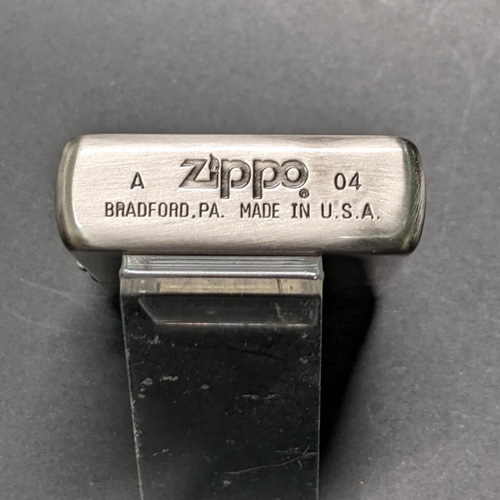 A zippo® 04
BRADFORD,PA. MADE IN U.S.A.